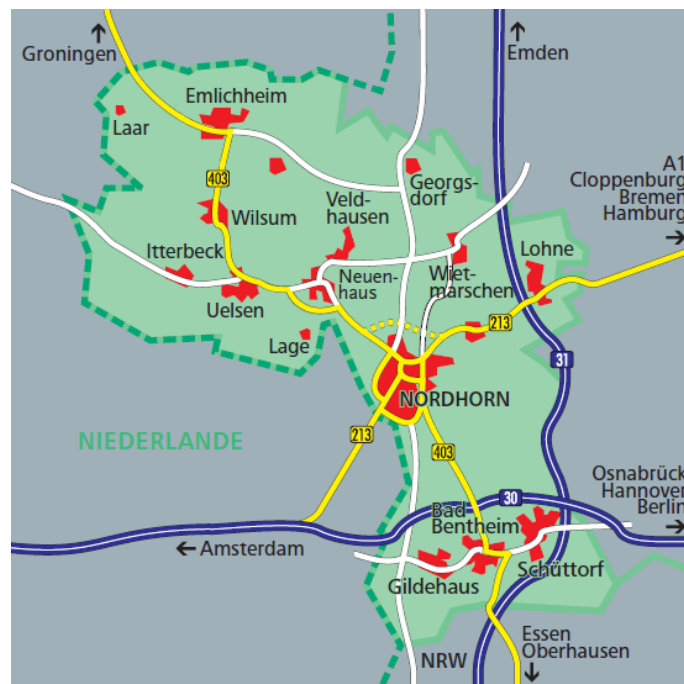 Groningen
Emden
Emlichheim
Laar
A1
Cloppenburg
Bremen
Hamburg
403
Georgs-
dorf
Veld-
hausen
Wilsum
Itterbeck
Lohne
Wiet-
marschen
Neuen-
haus
Uelsen
Lage
213
31
NORDHORN
213
NIEDERLANDE
403
Osnabrück
Hannover
Berlin
30
Bad
Bentheim
Amsterdam
Schüttorf
Gildehaus
Essen
Oberhausen
NRW